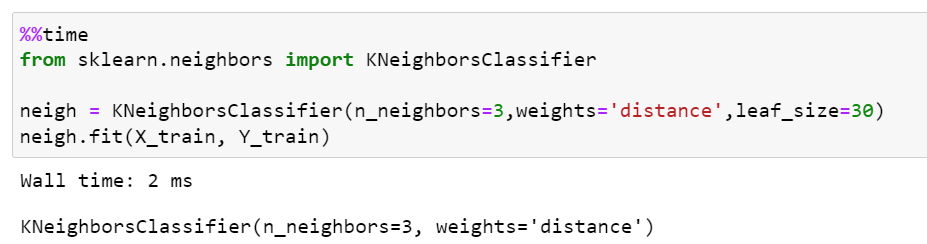 %%time
from sklearn.neighbors import KNeighborsClassifier
neigh = KNeighborsClassifier(n_neighbors=3,weights='distance',leaf_size=30)
neigh.fit(X_train, Y_train)
Wall time: 2 ms
KNeighborsClassifier(n_neighbors=3, weights='distance')